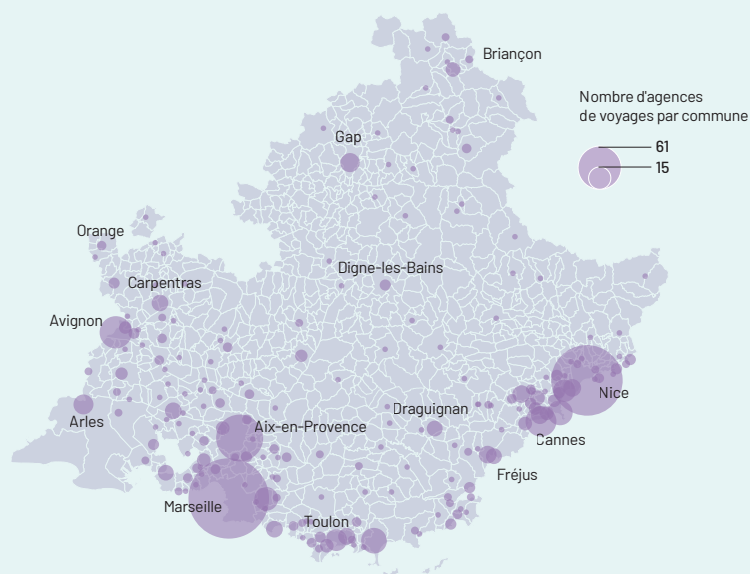 Briançon
Nombre d'agences
de voyages par commune
61
15
Gap
Orange
Digne-les-Bains
Carpentras
Avignon
Nice
Draguignan
Arles
Aix-en-Provence
Cannes
Fréjus
Marseille
Toulon